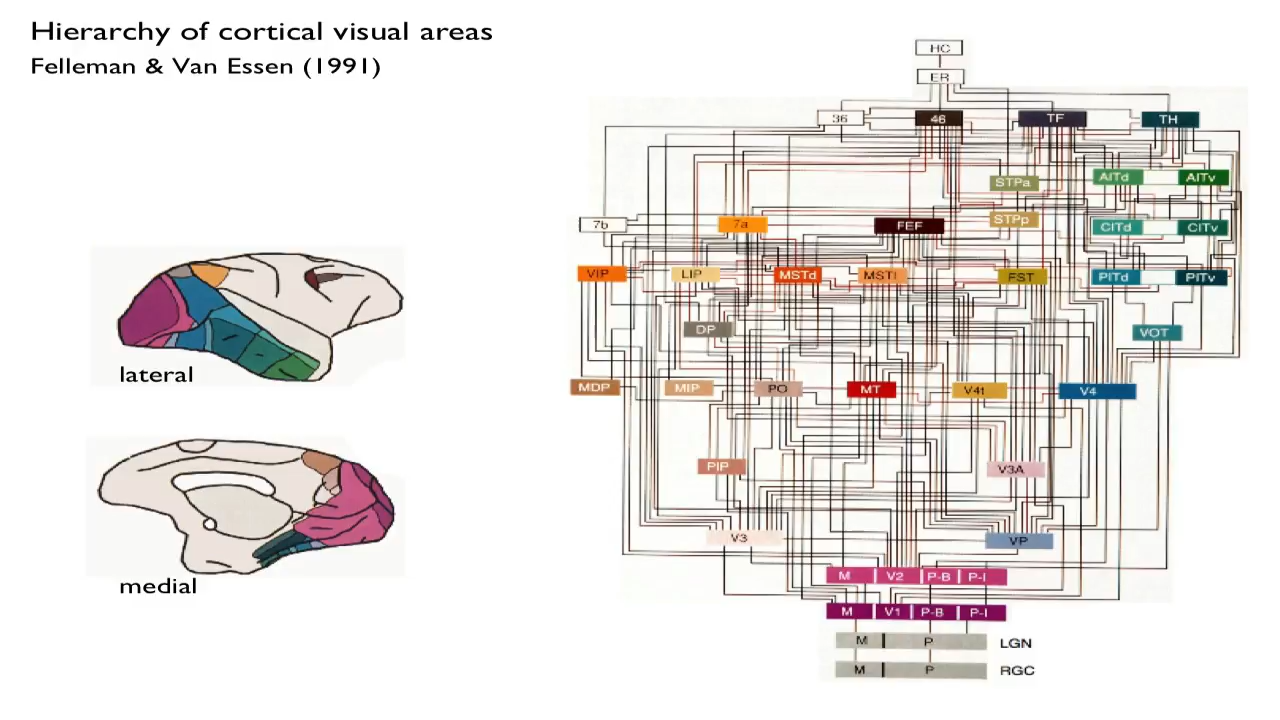 Hierarchy of cortical visual areas
Felleman & Van Essen (1991)
HC
ER
36 46 TF TH
STPa AITd AITv
7b 7a FEF STPp CITd CITv
VIP LIP MSTd MSTl FST PITd PITv
DP VOT
lateral
MDP MIP PO MT V4t V4
PIP V3A
V3 VP
M V2 P-B P-I
medial
M V1 P-B P-I
M P LGN
M P RGC